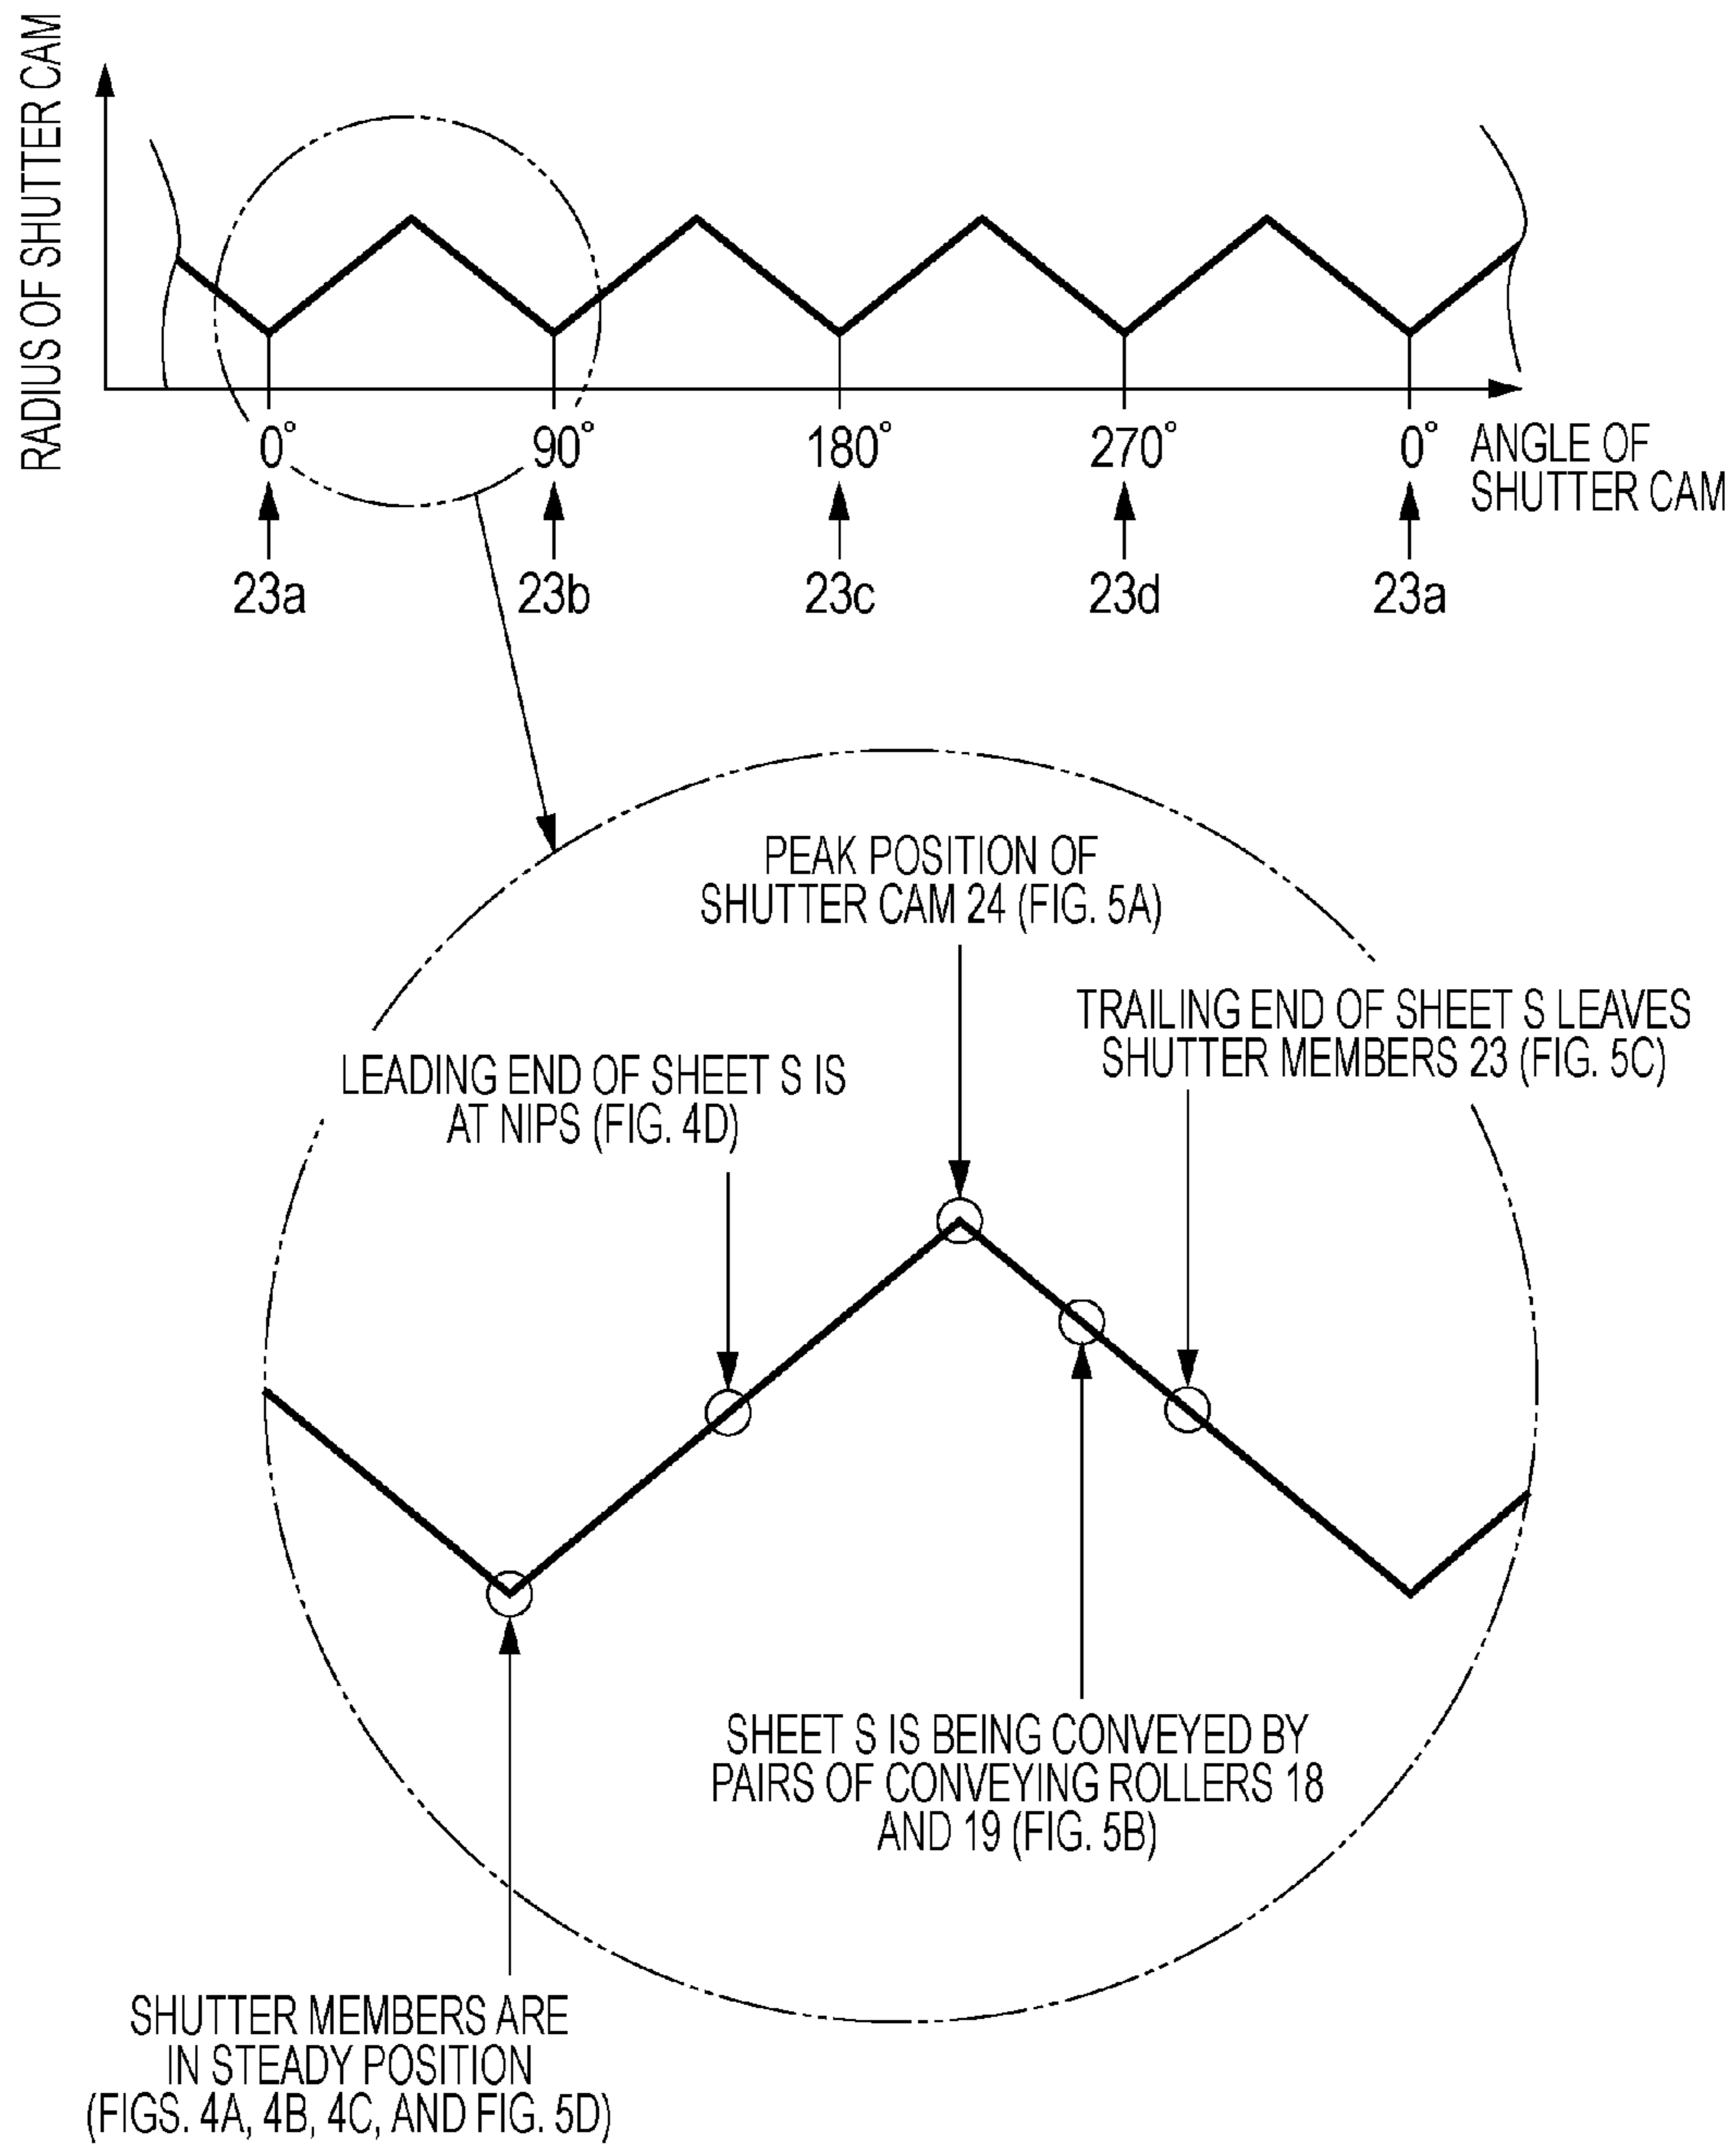 RADIUS OF SHUTTER CAM
0°
90°
180°
270°
0°
ANGLE OF
SHUTTER CAM
23a
23b
23c
23d
23a
PEAK POSITION OF
SHUTTER CAM 24 (FIG. 5A)
TRAILING END OF SHEET S LEAVES
SHUTTER MEMBERS 23 (FIG. 5C)
LEADING END OF SHEET S IS
AT NIPS (FIG. 4D)
SHEET S IS BEING CONVEYED BY
PAIRS OF CONVEYING ROLLERS 18
AND 19 (FIG. 5B)
SHUTTER MEMBERS ARE
IN STEADY POSITION
(FIGS. 4A, 4B, 4C, AND FIG. 5D)